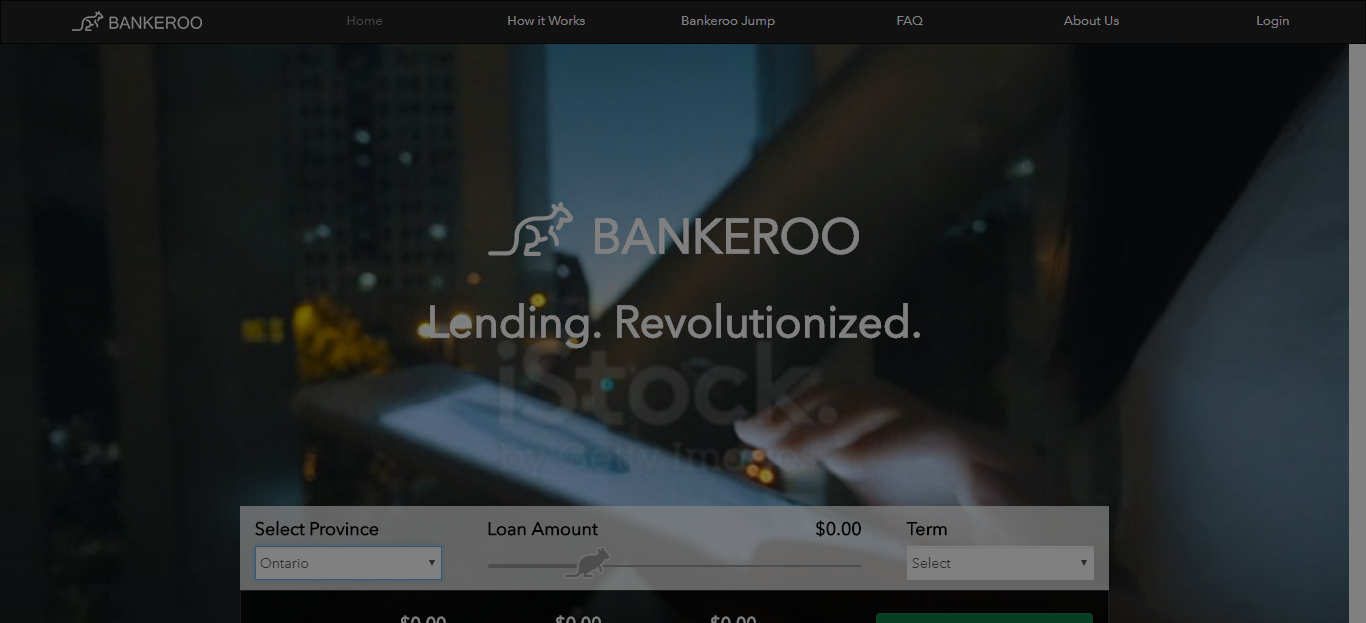 BANKEROO
Home
How it Works
Bankeroo Jump
FAQ
About Us
Login
BANKEROO
Lending. Revolutionized.
iStock.
by Getty Images
Select Province
Loan Amount
$0.00
Term
Ontario
Select
$0.00
$0.00
$0.00